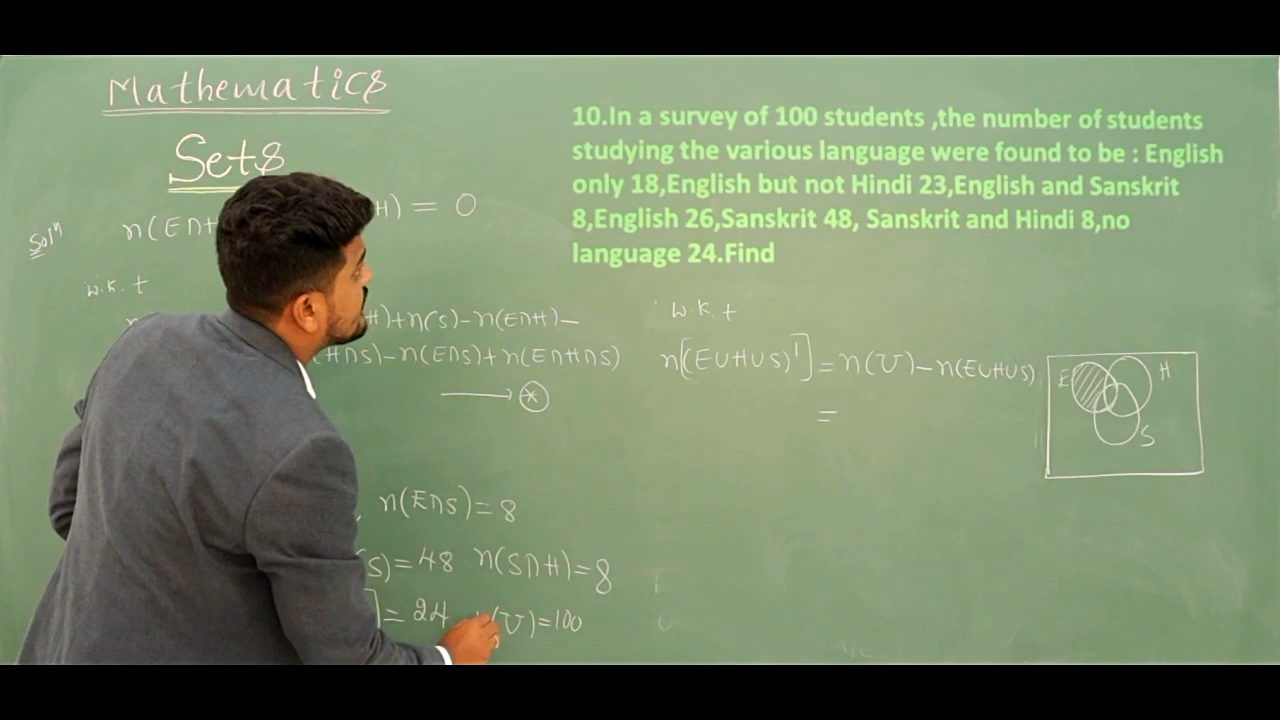 Mathematics
Sets
10.In a survey of 100 students ,the number of students
studying the various language were found to be : English
only 18,English but not Hindi 23,English and Sanskrit
8,English 26,Sanskrit 48, Sanskrit and Hindi 8,no
language 24.Find
Solⁿ
n(E∩H) = 0
w.k.t
H)+n(S)-n(E∩H)-
(H∩S)-n(E∩S)+n(E∩H∩S)
⟶ ⊛
n(E∩S)=8
(S)=48 n(S∩H)=8
]=24 (U)=100
w.k.t
n[(E∪H∪S)']=n(U)-n(E∪H∪S)
=
E H
S